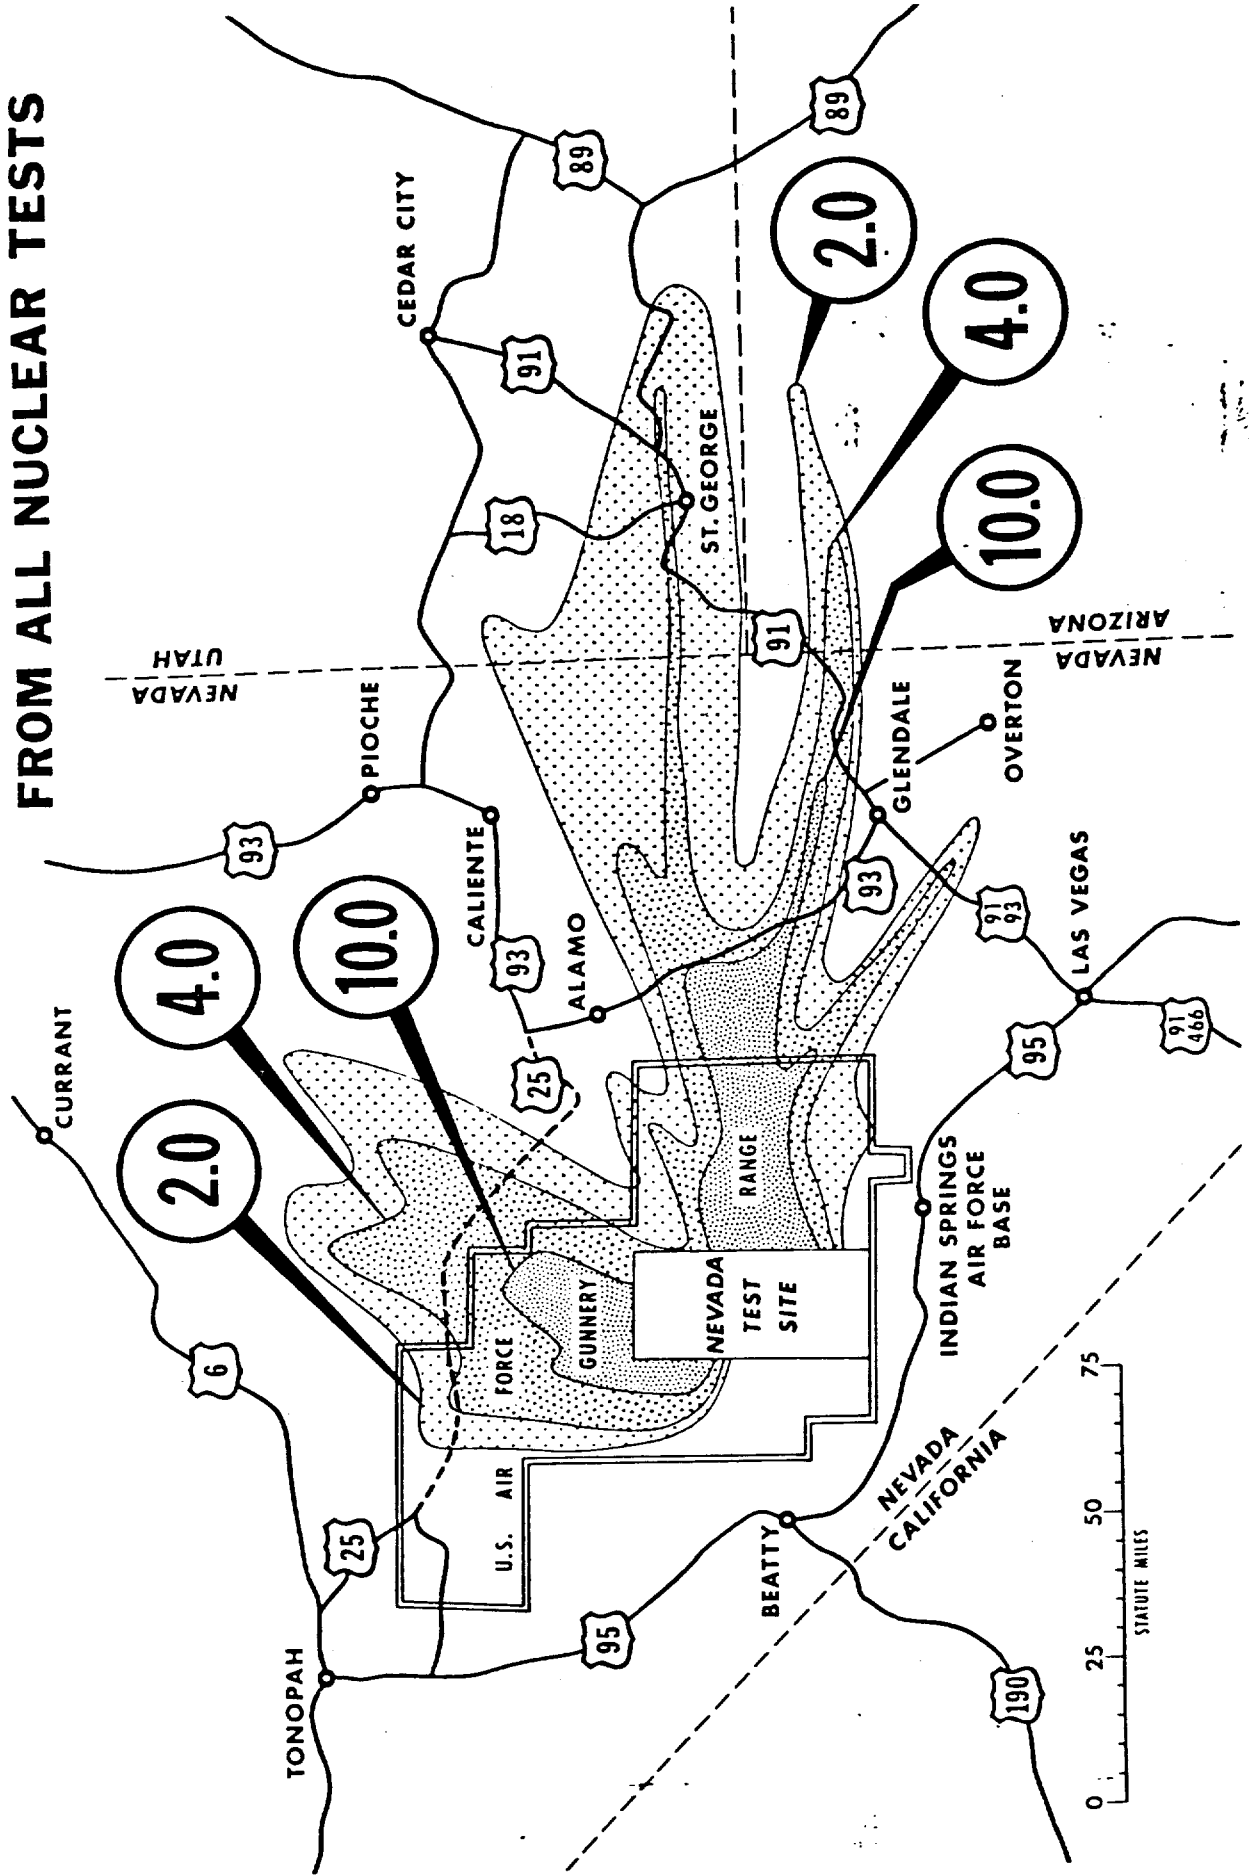 FROM ALL NUCLEAR TESTS
CURRANT
6
TONOPAH
25
95
2.0
4.0
10.0
93
PIOCHE
CALIENTE
93
25
ALAMO
UTAH
NEVADA
CEDAR CITY
18
91
89
89
ST. GEORGE
91
2.0
4.0
10.0
U.S. AIR
FORCE
GUNNERY
RANGE
NEVADA
TEST
SITE
93
GLENDALE
OVERTON
ARIZONA
NEVADA
91
93
LAS VEGAS
95
91
466
INDIAN SPRINGS
AIR FORCE
BASE
BEATTY
NEVADA
CALIFORNIA
190
0 25 50 75
STATUTE MILES